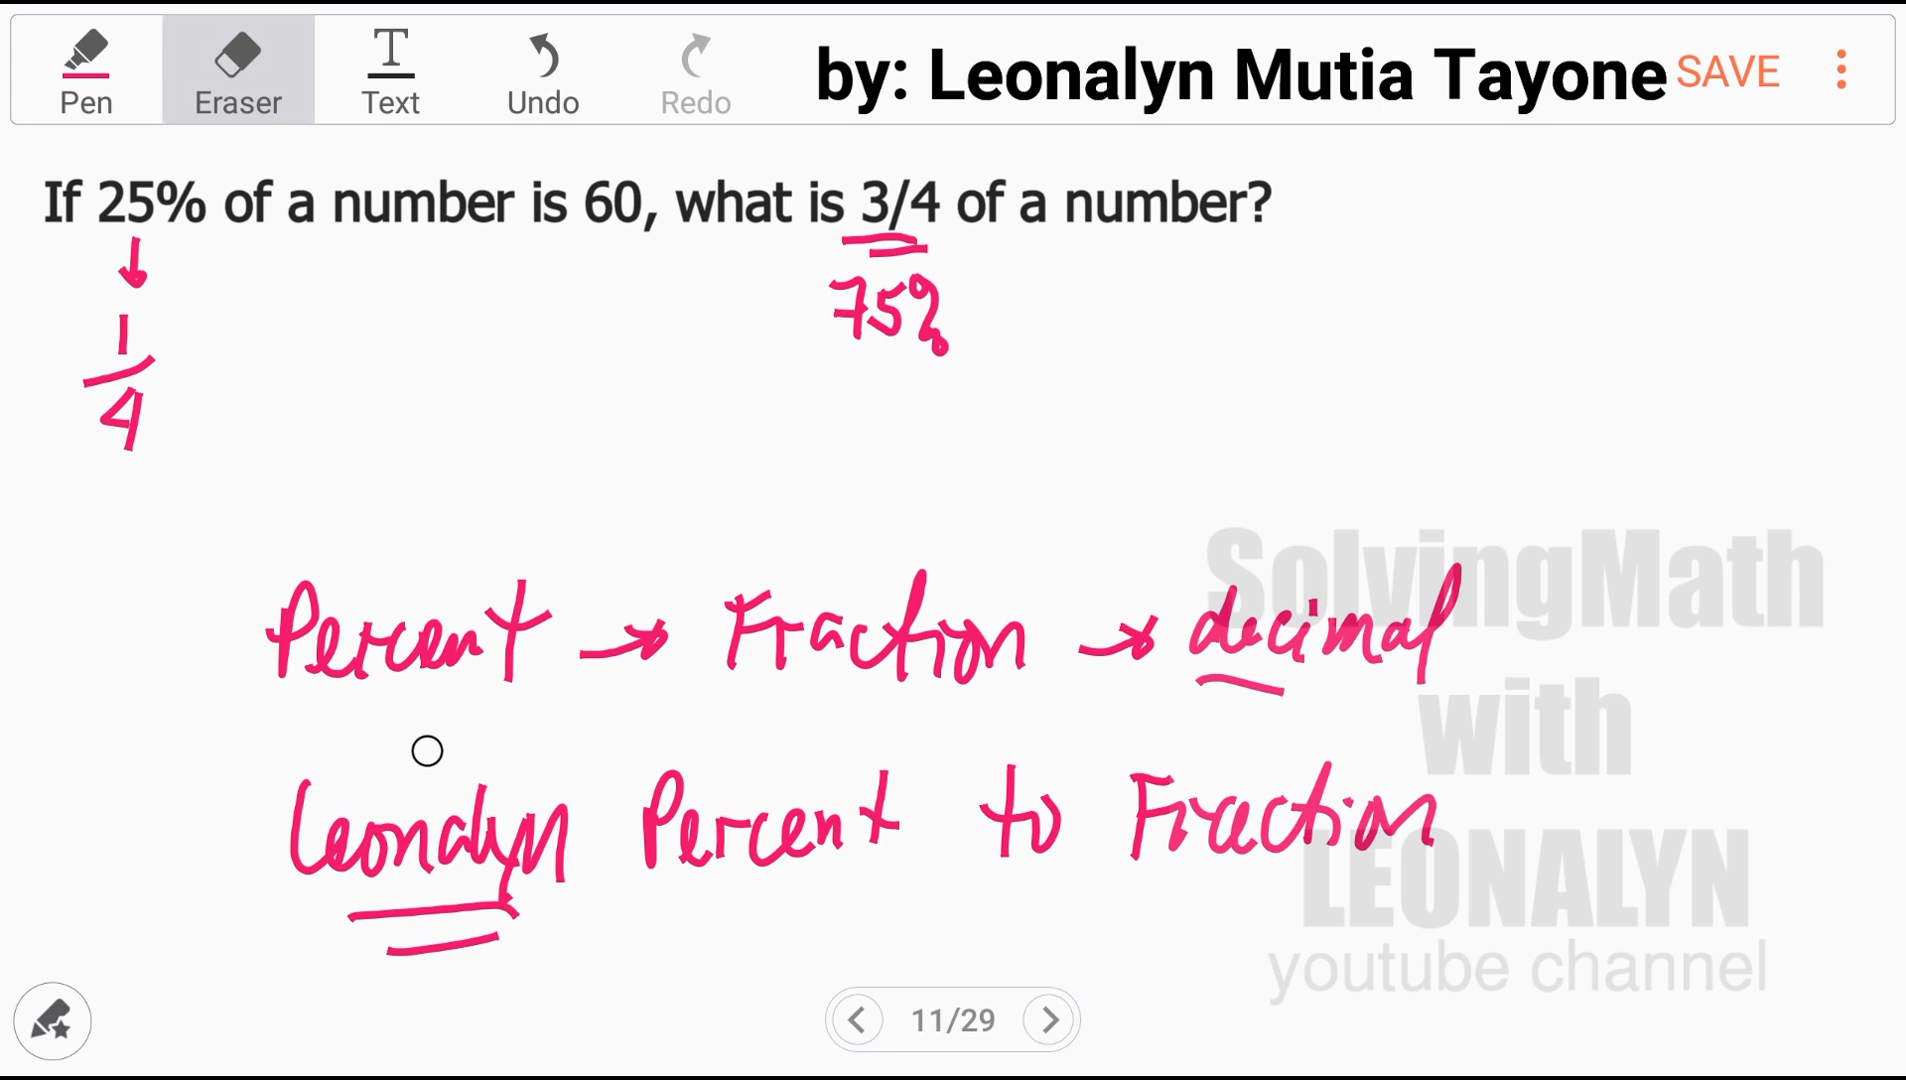 Pen Eraser Text Undo Redo by: Leonalyn Mutia Tayone SAVE
If 25% of a number is 60, what is 3/4 of a number?
75%
1
4
SolvingMath
Percent → Fraction → decimal
with
Leonalyn Percent to Fraction
LEONALYN
youtube channel
11/29